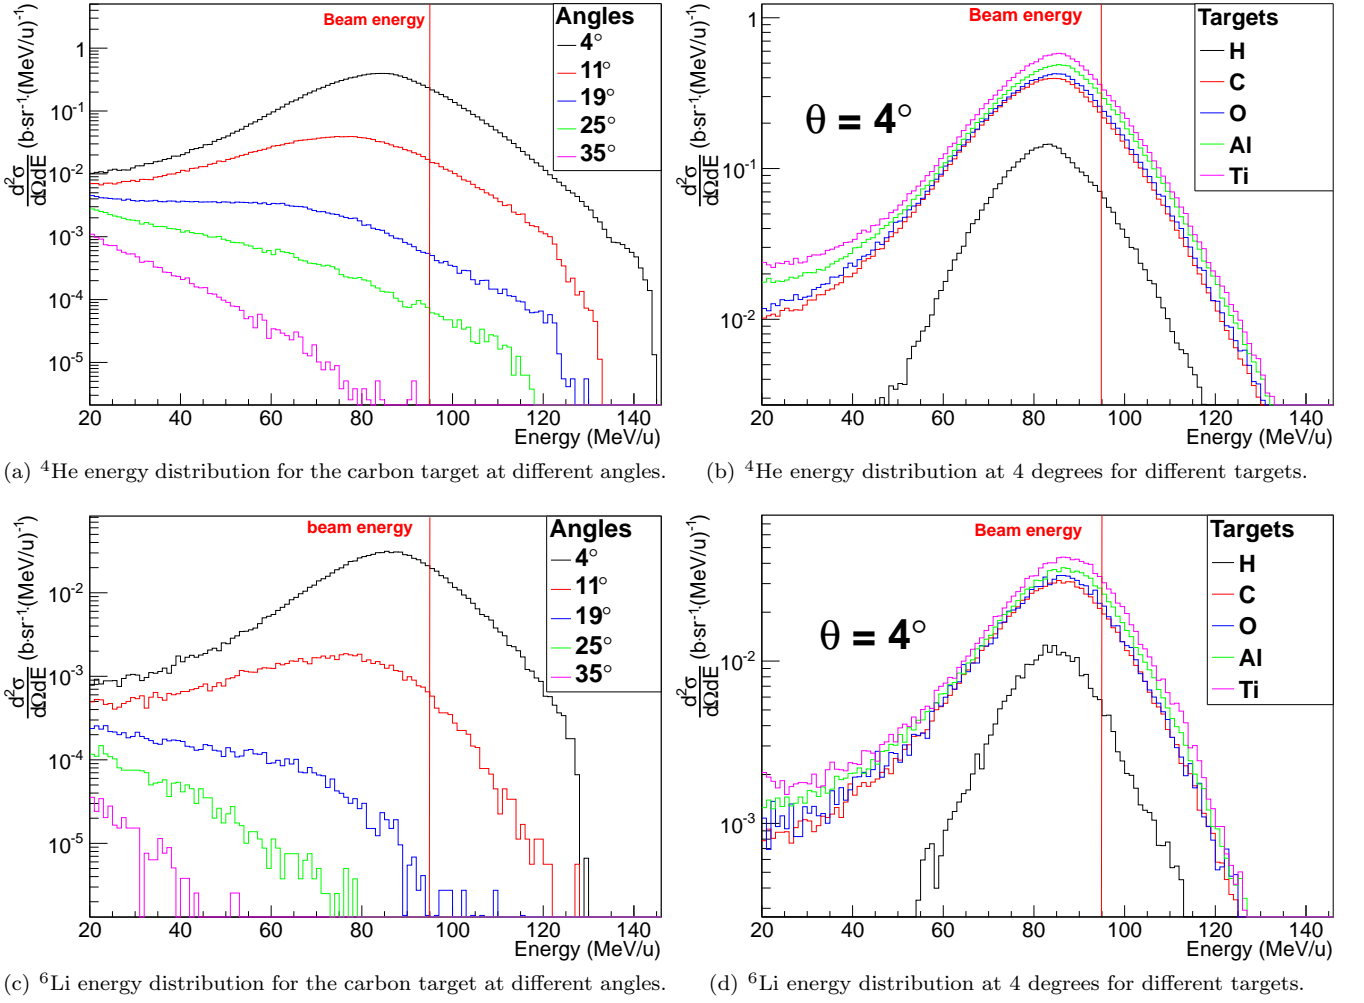 Beam energy
Angles
4°
11°
19°
25°
35°
1
10⁻¹
10⁻²
10⁻³
10⁻⁴
10⁻⁵
d²σ/dΩdE (b·sr⁻¹·(MeV/u)⁻¹)
20 40 60 80 100 120 140
Energy (MeV/u)
(a) ⁴He energy distribution for the carbon target at different angles.
Beam energy
Targets
H
C
O
Al
Ti
θ = 4°
1
10⁻¹
10⁻²
d²σ/dΩdE (b·sr⁻¹·(MeV/u)⁻¹)
20 40 60 80 100 120 140
Energy (MeV/u)
(b) ⁴He energy distribution at 4 degrees for different targets.
beam energy
Angles
4°
11°
19°
25°
35°
10⁻²
10⁻³
10⁻⁴
10⁻⁵
d²σ/dΩdE (b·sr⁻¹·(MeV/u)⁻¹)
20 40 60 80 100 120 140
Energy (MeV/u)
(c) ⁶Li energy distribution for the carbon target at different angles.
Beam energy
Targets
H
C
O
Al
Ti
θ = 4°
10⁻²
10⁻³
d²σ/dΩdE (b·sr⁻¹·(MeV/u)⁻¹)
20 40 60 80 100 120 140
Energy (MeV/u)
(d) ⁶Li energy distribution at 4 degrees for different targets.